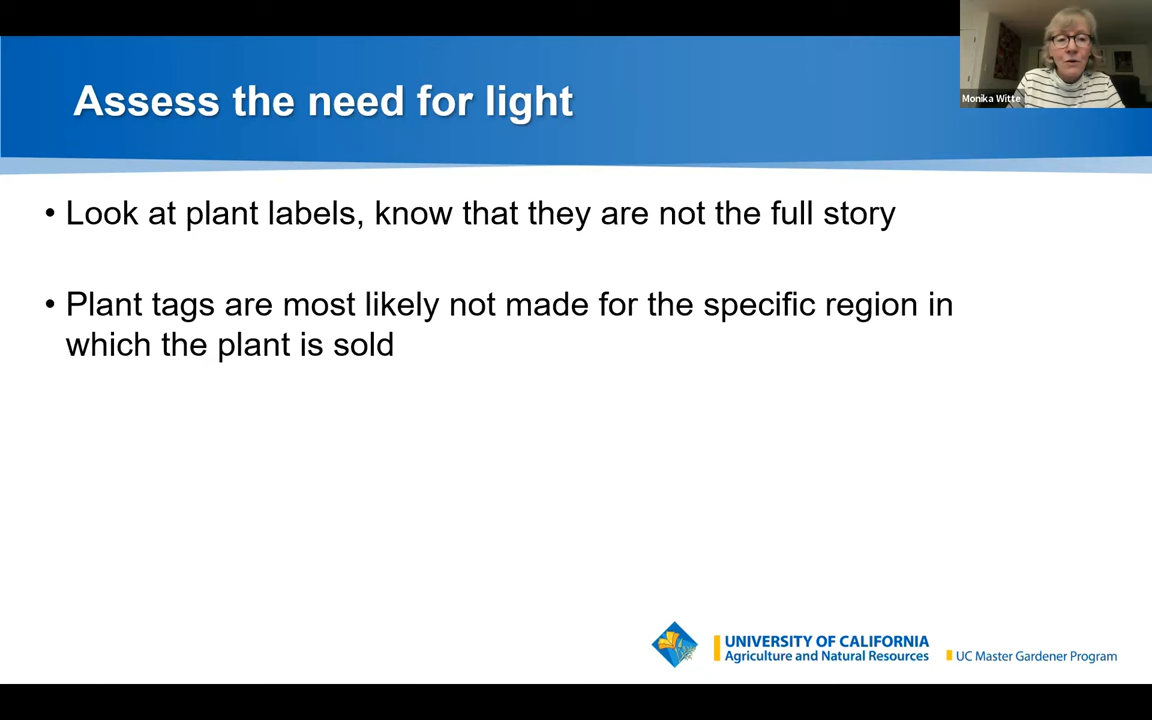 Assess the need for light
Monika Witte
• Look at plant labels, know that they are not the full story
• Plant tags are most likely not made for the specific region in
which the plant is sold
UNIVERSITY OF CALIFORNIA
Agriculture and Natural Resources
UC Master Gardener Program